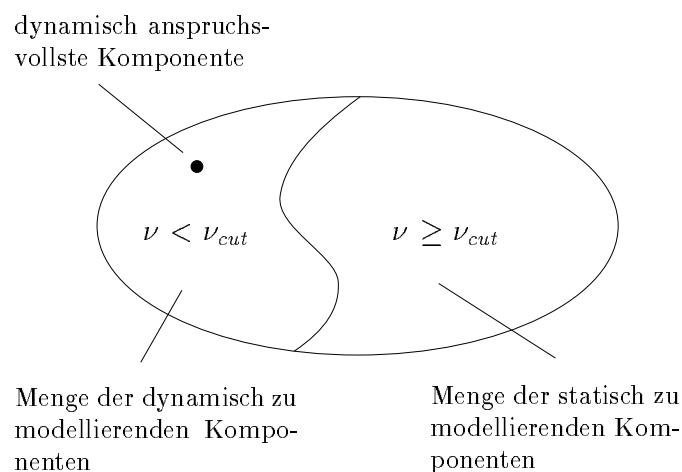 dynamisch anspruchs-
vollste Komponente
ν < ν_cut
ν ≥ ν_cut
Menge der dynamisch zu
modellierenden Kompo-
nenten
Menge der statisch zu
modellierenden Kom-
ponenten